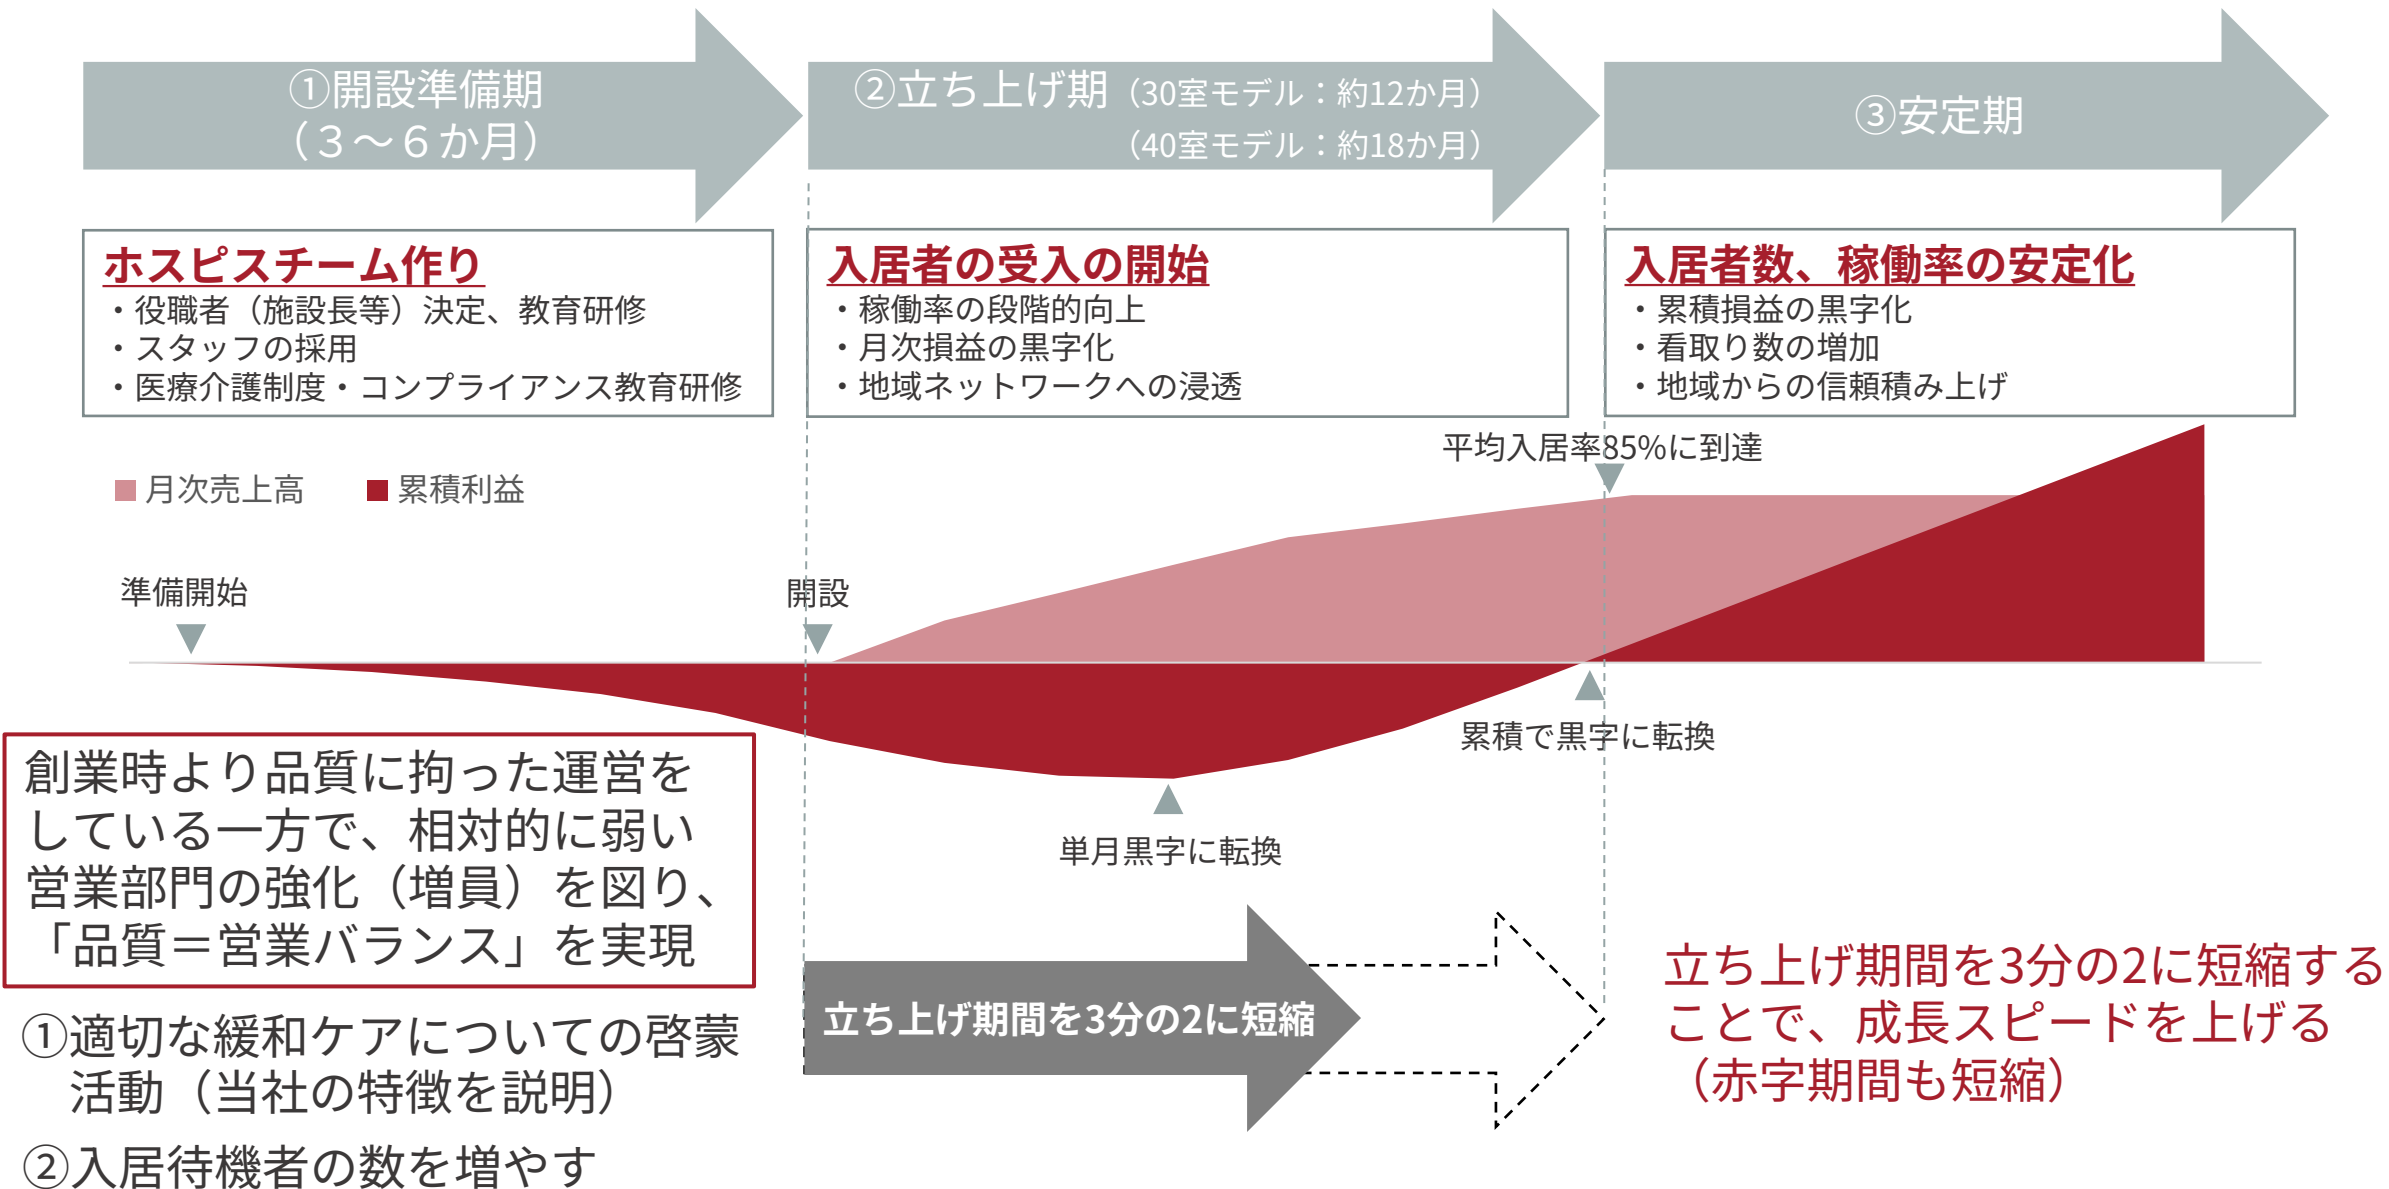 ①開設準備期
（３～６か月）
②立ち上げ期（30室モデル：約12か月）
（40室モデル：約18か月）
③安定期
ホスピスチーム作り
・役職者（施設長等）決定、教育研修
・スタッフの採用
・医療介護制度・コンプライアンス教育研修
入居者の受入の開始
・稼働率の段階的向上
・月次損益の黒字化
・地域ネットワークへの浸透
入居者数、稼働率の安定化
・累積損益の黒字化
・看取り数の増加
・地域からの信頼積み上げ
平均入居率85%に到達
月次売上高
累積利益
準備開始
開設
累積で黒字に転換
単月黒字に転換
創業時より品質に拘った運営を
している一方で、相対的に弱い
営業部門の強化（増員）を図り、
「品質＝営業バランス」を実現
①適切な緩和ケアについての啓蒙
活動（当社の特徴を説明）
②入居待機者の数を増やす
立ち上げ期間を3分の2に短縮
立ち上げ期間を3分の2に短縮する
ことで、成長スピードを上げる
（赤字期間も短縮）